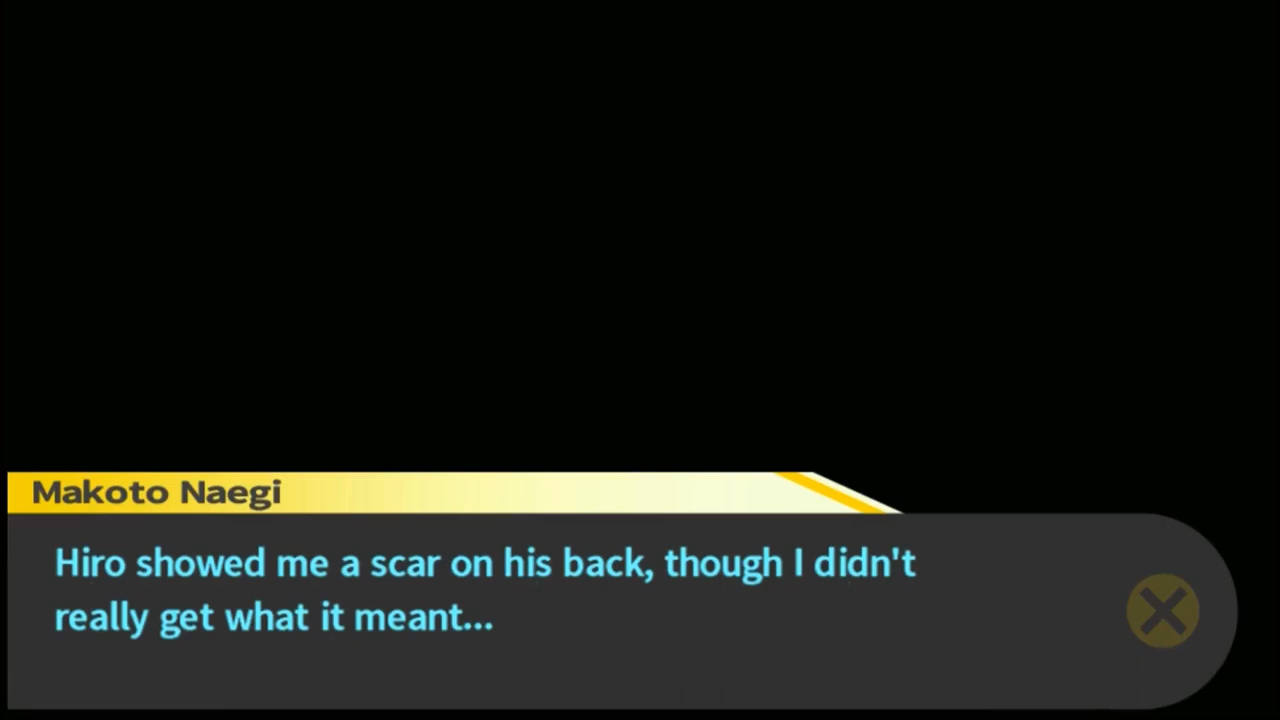 Makoto Naegi
Hiro showed me a scar on his back, though I didn't
really get what it meant...